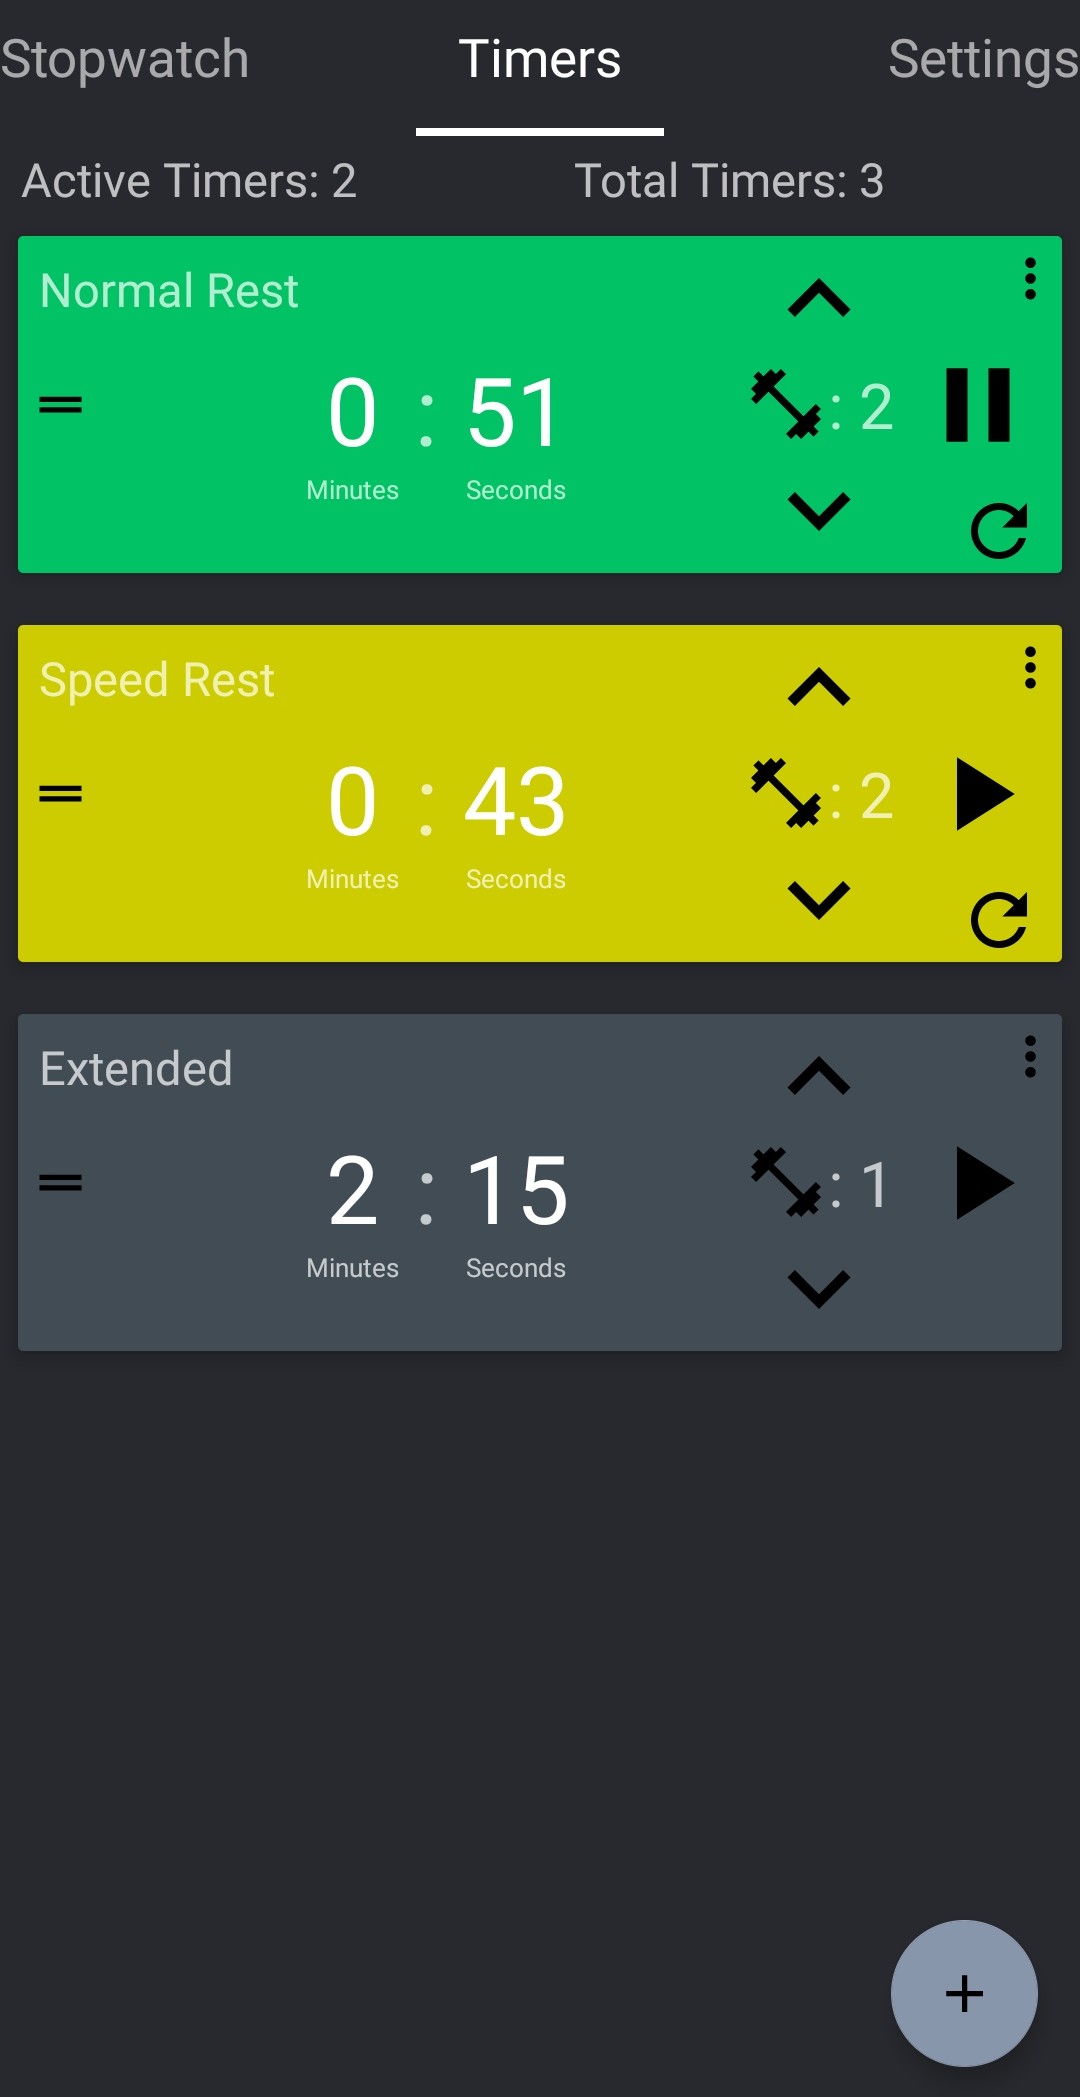 Stopwatch Timers Settings
Active Timers: 2 Total Timers: 3
Normal Rest
0 : 51 : 2
Minutes Seconds
Speed Rest
0 : 43 : 2
Minutes Seconds
Extended
2 : 15 : 1
Minutes Seconds
+